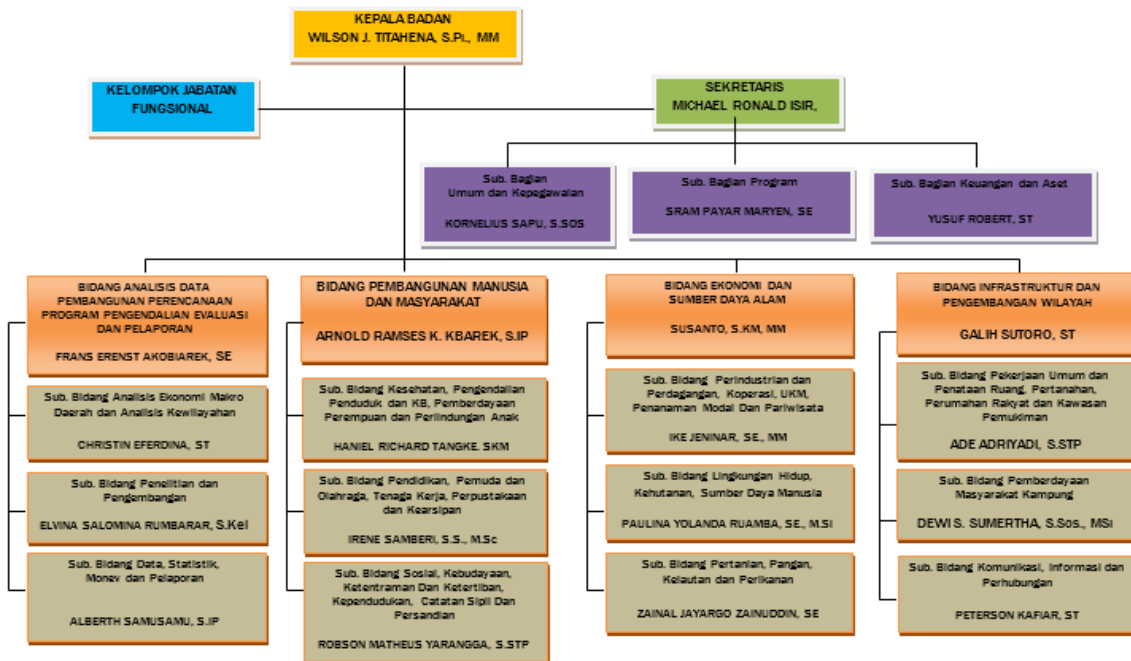 KEPALA BADAN
WILSON J. TITAHENA, S.Pi., MM
KELOMPOK JABATAN
FUNGSIONAL
SEKRETARIS
MICHAEL RONALD ISIR,
Sub. Bagian
Umum dan Kepegawaian
KORNELIUS SAPU, S.SOS
Sub. Bagian Program
SRAM PAYAR MARYEN, SE
Sub. Bagian Keuangan dan Aset
YUSUF ROBERT, ST
BIDANG ANALISIS DATA
PEMBANGUNAN PERENCANAAN
PROGRAM PENGENDALIAN EVALUASI
DAN PELAPORAN
FRANS ERENST AKOBIAREK, SE
Sub. Bidang Analisis Ekonomi Makro
Daerah dan Analisis Kewilayahan
CHRISTIN EFERDINA, ST
Sub. Bidang Penelitian dan
Pengembangan
ELVINA SALOMINA RUMBARAR, S.Kel
Sub. Bidang Data, Statistik,
Monev dan Pelaporan
ALBERTH SAMUSAMU, S.IP
BIDANG PEMBANGUNAN MANUSIA
DAN MASYARAKAT
ARNOLD RAMSES K. KBAREK, S.IP
Sub. Bidang Kesehatan, Pengendalian
Penduduk dan KB, Pemberdayaan
Perempuan dan Perlindungan Anak
HANIEL RICHARD TANGKE. SKM
Sub. Bidang Pendidikan, Pemuda dan
Olahraga, Tenaga Kerja, Perpustakaan
dan Kearsipan
IRENE SAMBERI, S.S., M.Sc
Sub. Bidang Sosial, Kebudayaan,
Ketentraman Dan Ketertiban,
Kependudukan, Catatan Sipil Dan
Persandian
ROBSON MATHEUS YARANGGA, S.STP
BIDANG EKONOMI DAN
SUMBER DAYA ALAM
SUSANTO, S.KM, MM
Sub. Bidang Perindustrian dan
Perdagangan, Koperasi, UKM,
Penanaman Modal Dan Pariwisata
IKE JENINAR, SE., MM
Sub. Bidang Lingkungan Hidup,
Kehutanan, Sumber Daya Manusia
PAULINA YOLANDA RUAMBA, SE., M.Si
Sub. Bidang Pertanian, Pangan,
Kelautan dan Perikanan
ZAINAL JAYARGO ZAINUDDIN, SE
BIDANG INFRASTRUKTUR DAN
PENGEMBANGAN WILAYAH
GALIH SUTORO, ST
Sub. Bidang Pekerjaan Umum dan
Penataan Ruang, Pertanahan,
Perumahan Rakyat dan Kawasan
Pemukiman
ADE ADRIYADI, S.STP
Sub. Bidang Pemberdayaan
Masyarakat Kampung
DEWI S. SUMERTHA, S.Sos., MSi
Sub. Bidang Komunikasi, Informasi dan
Perhubungan
PETERSON KAFIAR, ST